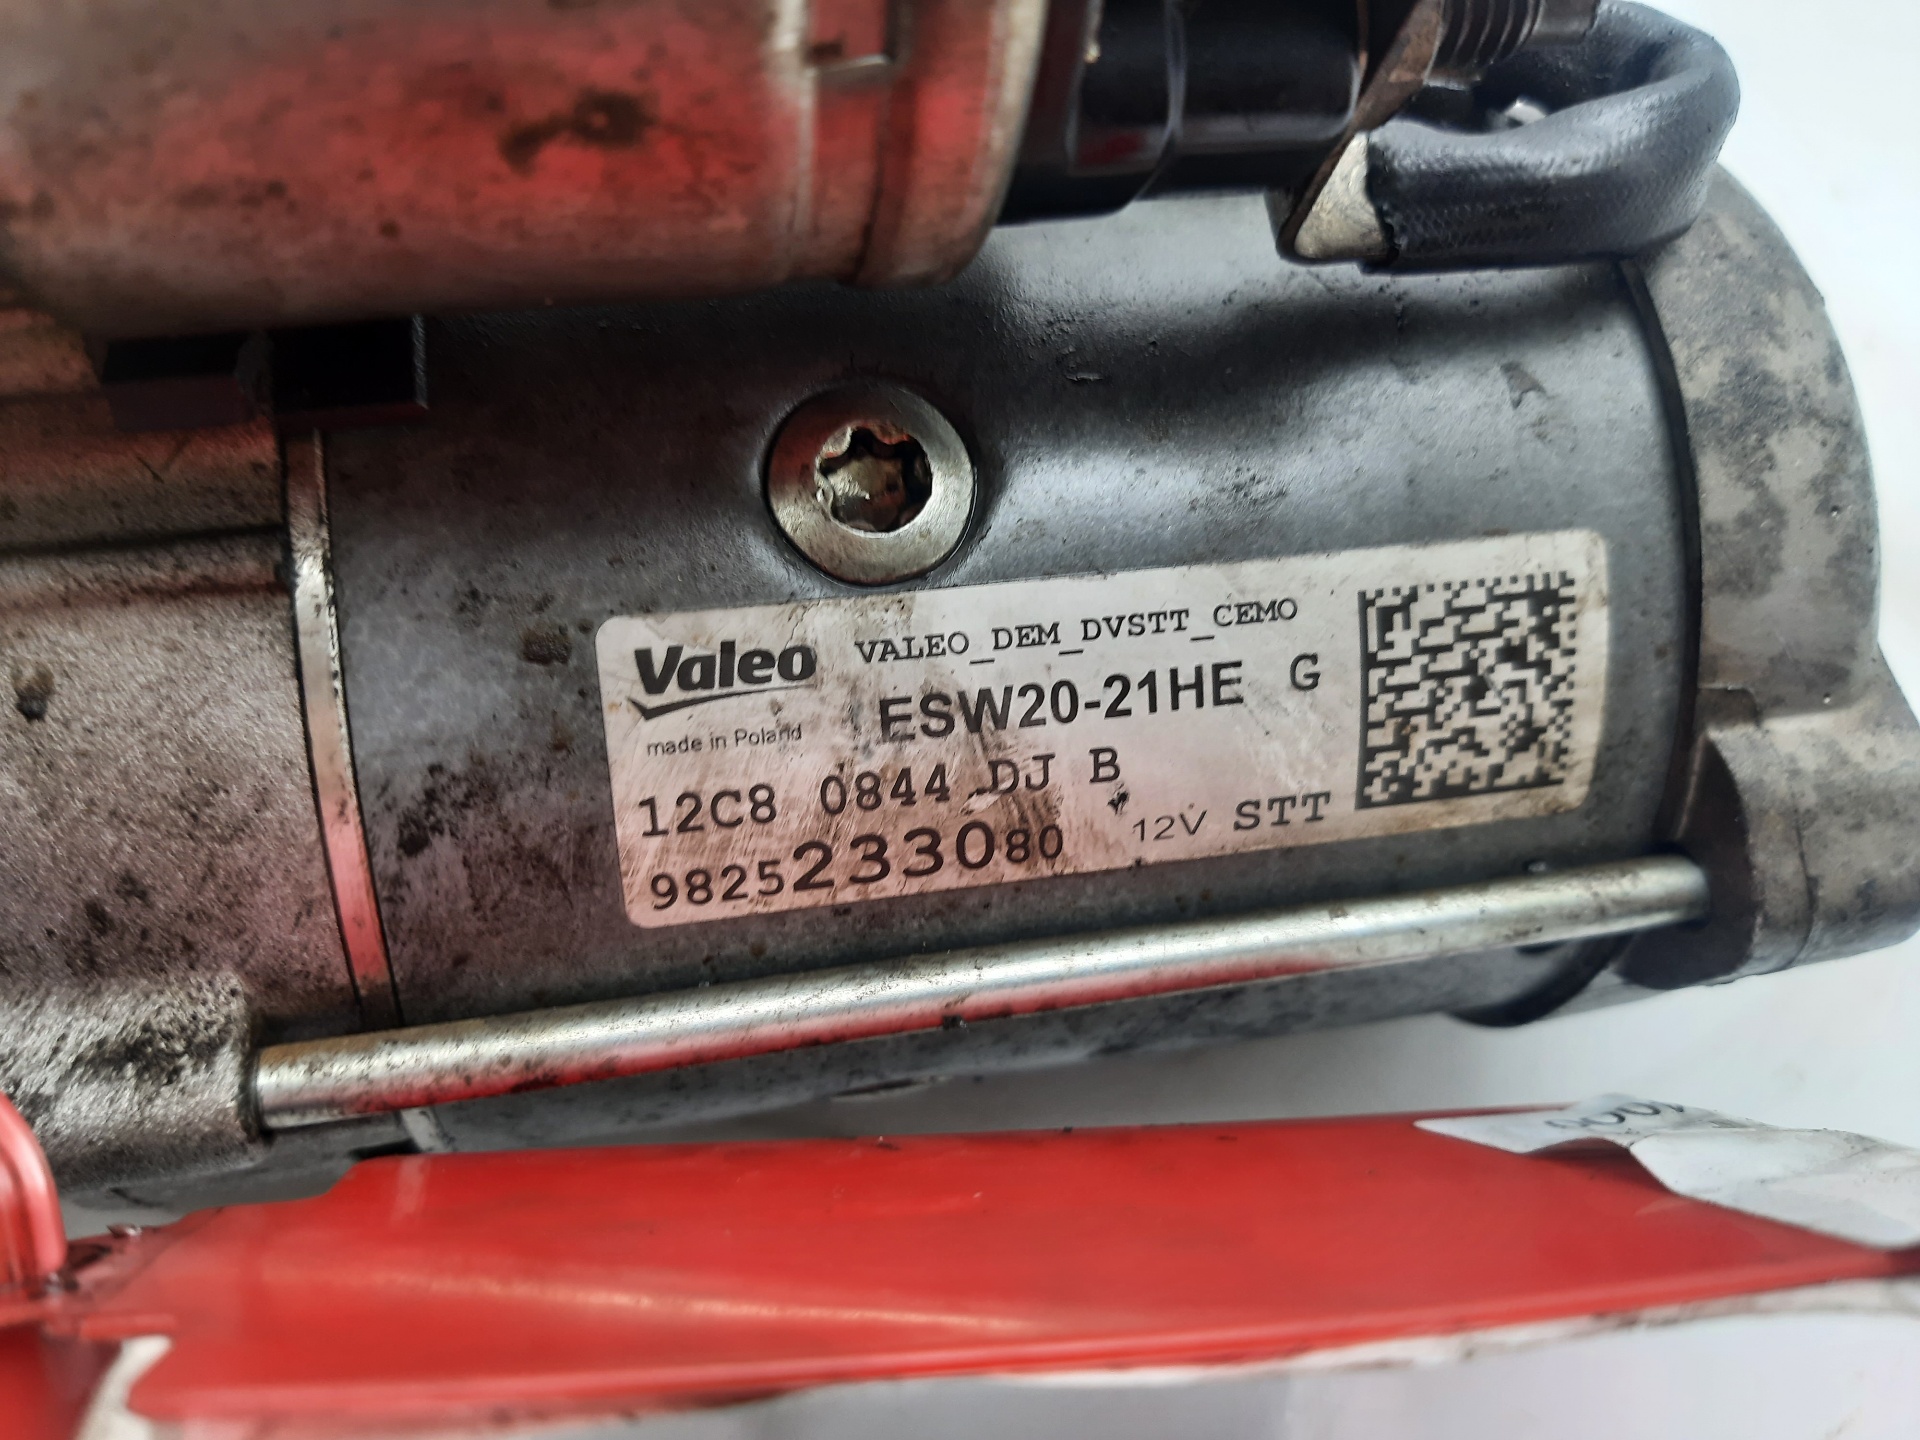 Valeo VALEO_DEM_DVSTT_CEMO
made in Poland ESW20-21HE G
12C8 0844 DJ B
9825233080 12V STT